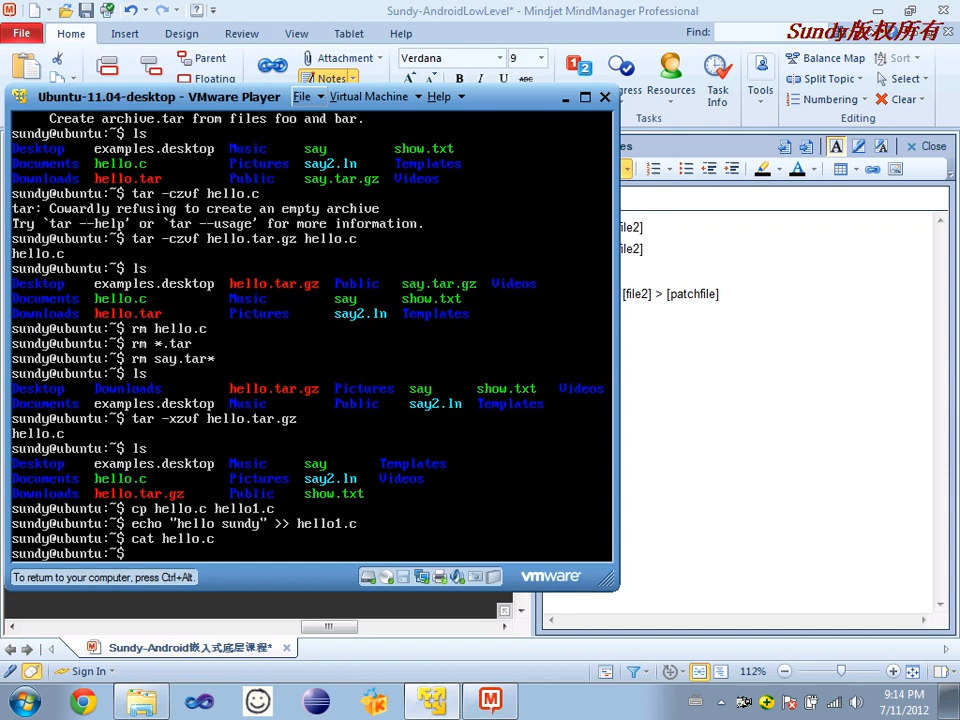 Sundy-AndroidLowLevel* - Mindjet MindManager Professional
File Home Insert Design Review View Tablet Help Find:
Sundy版权所有
Parent
Floating
Attachment
Notes
Verdana 9
B I U abc
Resources
Task Info
Tasks
Tools
Balance Map Sort
Split Topic Select
Numbering Clear
Editing
Ubuntu-11.04-desktop - VMware Player File Virtual Machine Help
Close
Create archive.tar from files foo and bar.
sundy@ubuntu:~$ ls
Desktop examples.desktop Music say show.txt
Documents hello.c Pictures say2.ln Templates
Downloads hello.tar Public say.tar.gz Videos
sundy@ubuntu:~$ tar -czvf hello.c
tar: Cowardly refusing to create an empty archive
Try `tar --help' or `tar --usage' for more information.
sundy@ubuntu:~$ tar -czvf hello.tar.gz hello.c
hello.c
sundy@ubuntu:~$ ls
Desktop examples.desktop hello.tar.gz Public say.tar.gz Videos
Documents hello.c Music say show.txt
Downloads hello.tar Pictures say2.ln Templates
sundy@ubuntu:~$ rm hello.c
sundy@ubuntu:~$ rm *.tar
sundy@ubuntu:~$ rm say.tar*
sundy@ubuntu:~$ ls
Desktop Downloads hello.tar.gz Pictures say show.txt Videos
Documents examples.desktop Music Public say2.ln Templates
sundy@ubuntu:~$ tar -xzvf hello.tar.gz
hello.c
sundy@ubuntu:~$ ls
Desktop examples.desktop Music say Templates
Documents hello.c Pictures say2.ln Videos
Downloads hello.tar.gz Public show.txt
sundy@ubuntu:~$ cp hello.c hello1.c
sundy@ubuntu:~$ echo "hello sundy" >> hello1.c
sundy@ubuntu:~$ cat hello.c
sundy@ubuntu:~$
file2]
file2]
[file2] > [patchfile]
To return to your computer, press Ctrl+Alt.
vmware
Sundy-Android嵌入式底层课程*
Sign In
112%
9:14 PM
7/11/2012